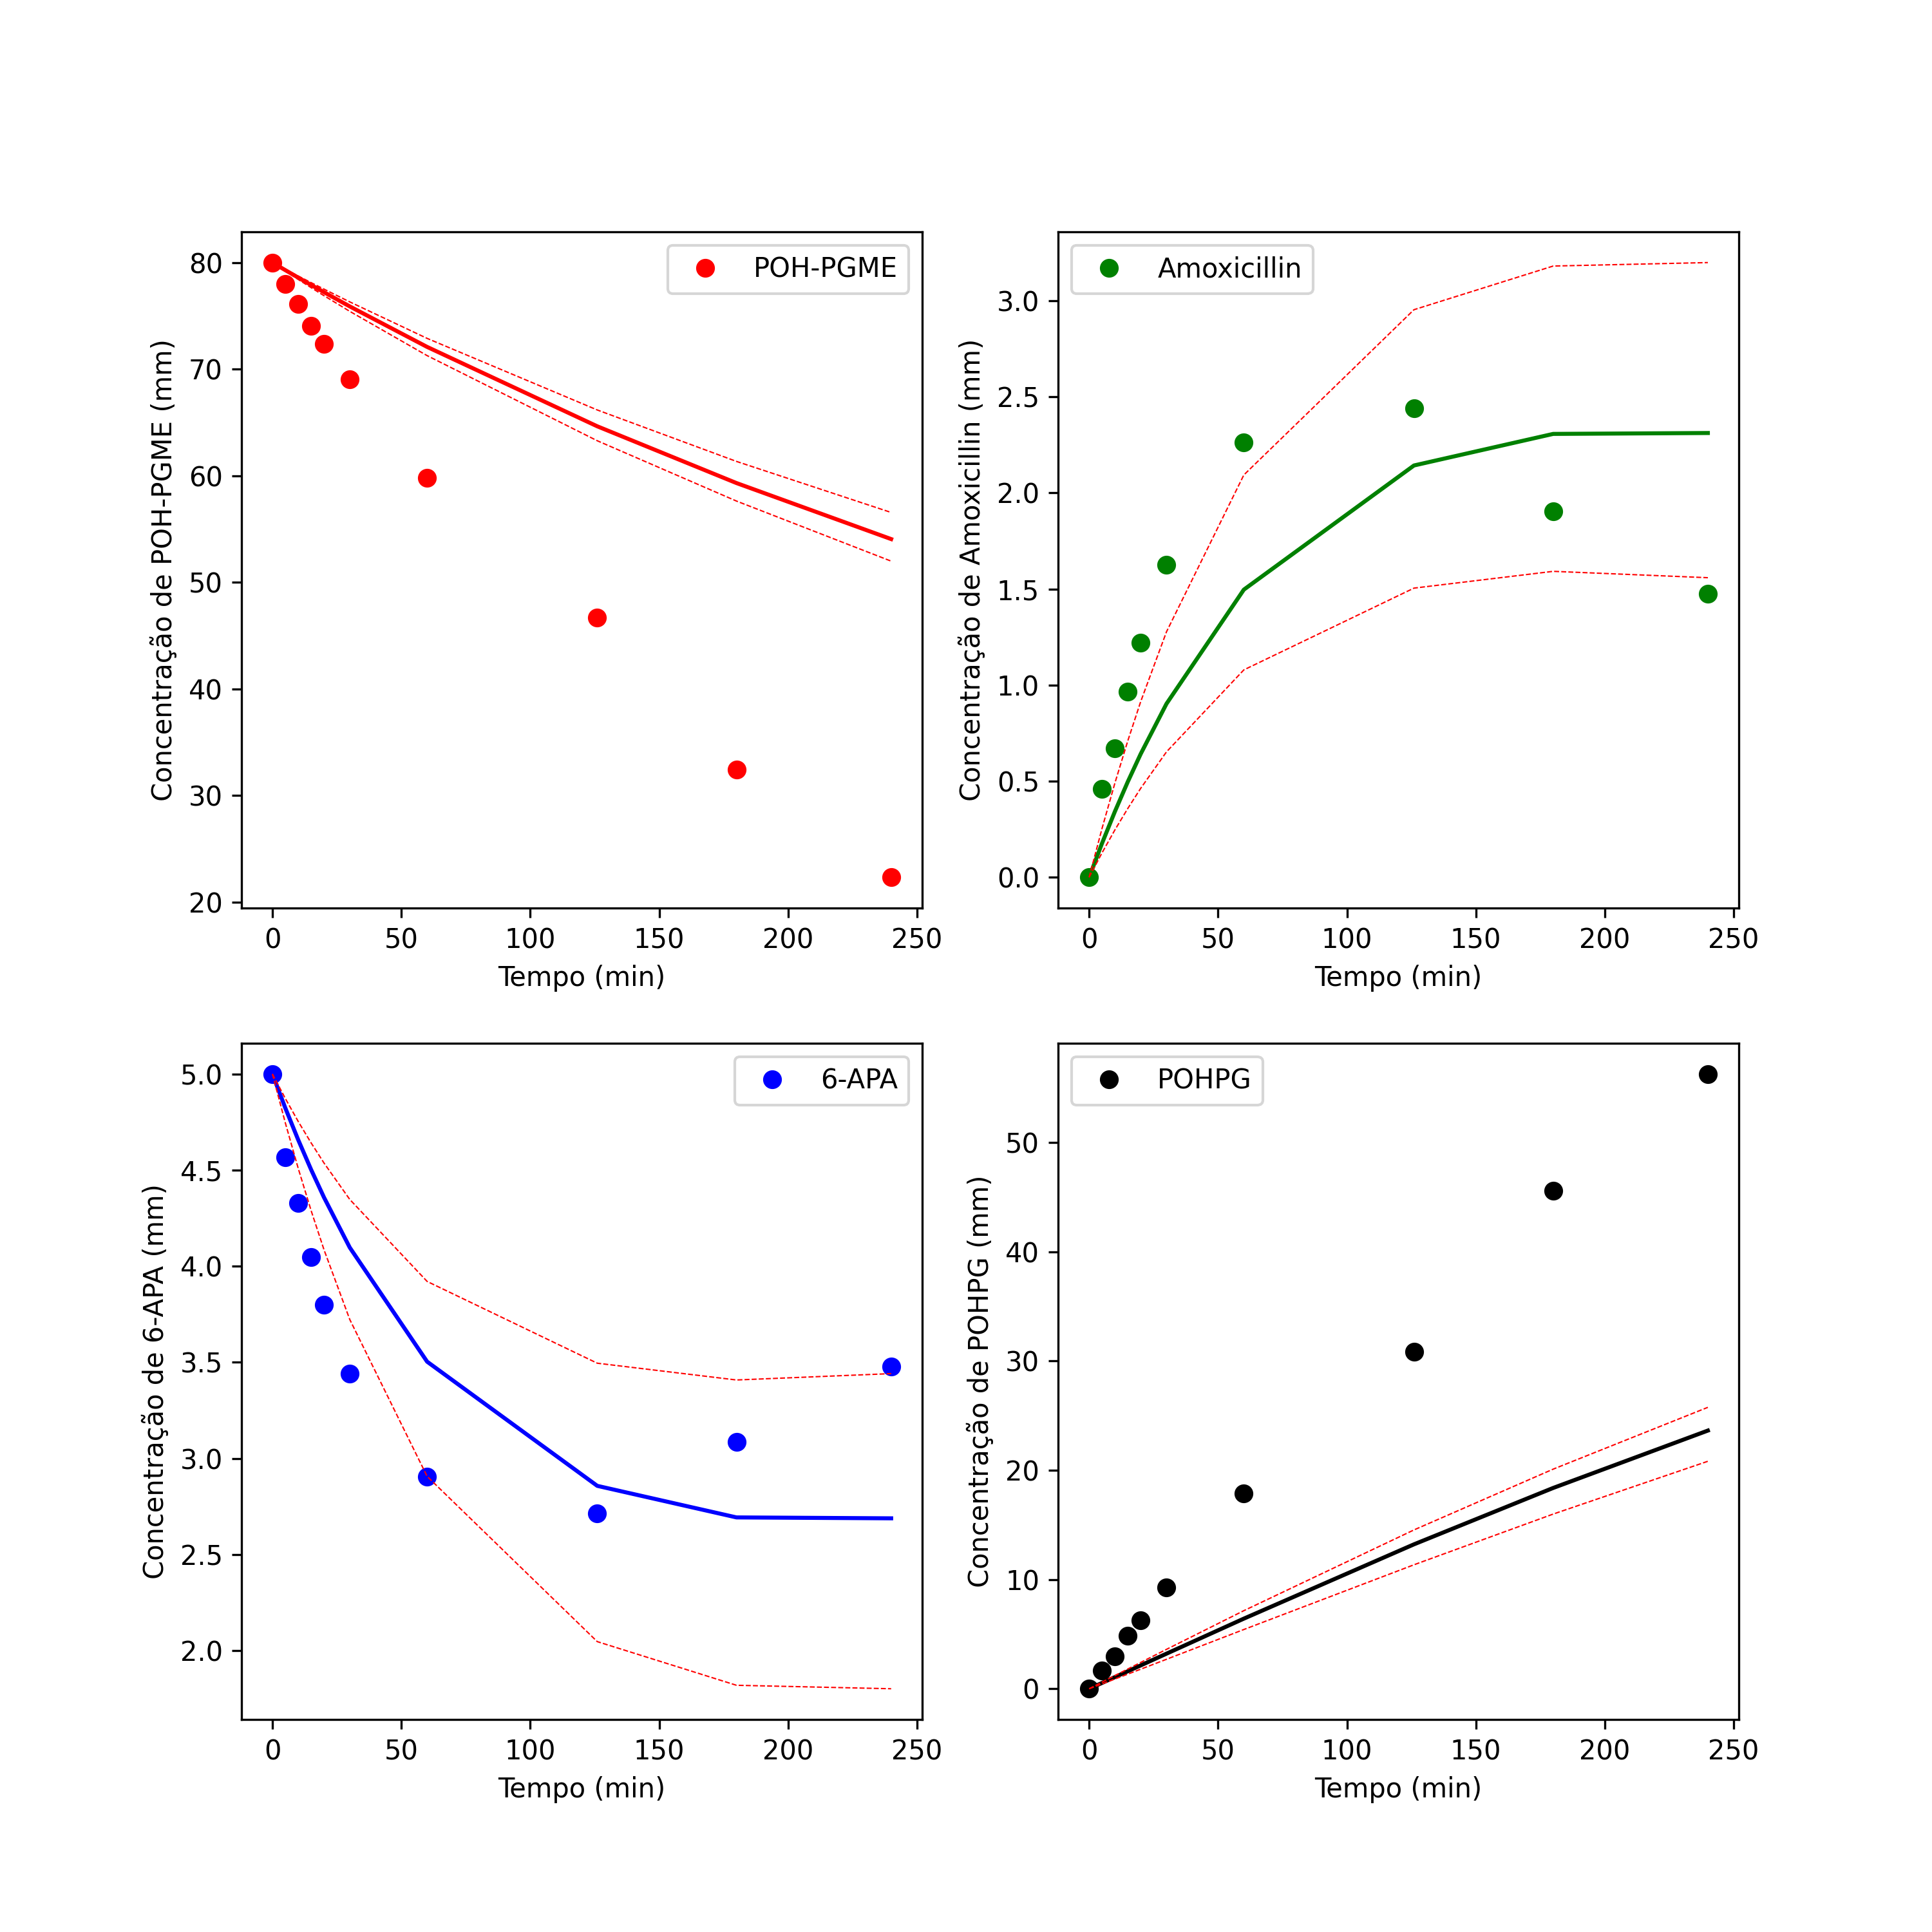 POH-PGME
Concentração de POH-PGME (mm)
80
70
60
50
40
30
20
0 50 100 150 200 250
Tempo (min)
Amoxicillin
Concentração de Amoxicillin (mm)
3.0
2.5
2.0
1.5
1.0
0.5
0.0
0 50 100 150 200 250
Tempo (min)
6-APA
Concentração de 6-APA (mm)
5.0
4.5
4.0
3.5
3.0
2.5
2.0
0 50 100 150 200 250
Tempo (min)
POHPG
Concentração de POHPG (mm)
50
40
30
20
10
0
0 50 100 150 200 250
Tempo (min)